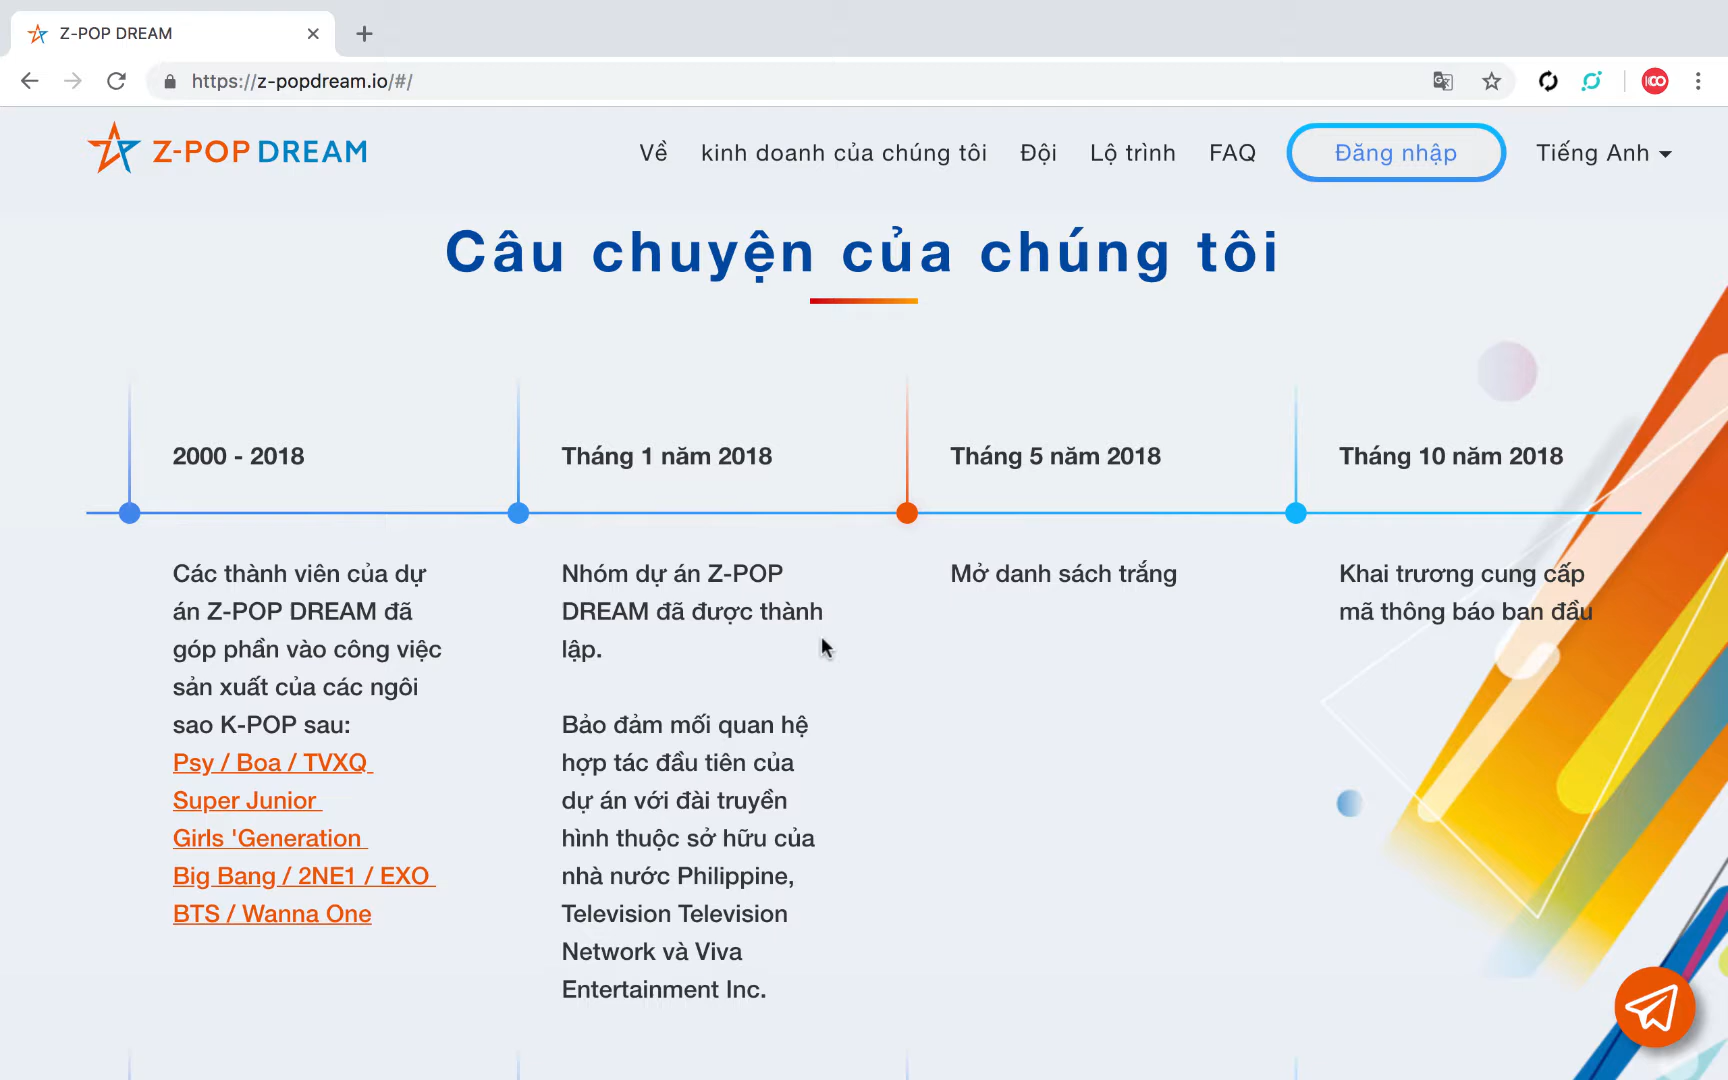 Z-POP DREAM
https://z-popdream.io/#/
Z-POP DREAM
Về
kinh doanh của chúng tôi
Đội
Lộ trình
FAQ
Đăng nhập
Tiếng Anh
Câu chuyện của chúng tôi
2000 - 2018
Các thành viên của dự
án Z-POP DREAM đã
góp phần vào công việc
sản xuất của các ngôi
sao K-POP sau:
Psy / Boa / TVXQ
Super Junior
Girls 'Generation
Big Bang / 2NE1 / EXO
BTS / Wanna One
Tháng 1 năm 2018
Nhóm dự án Z-POP
DREAM đã được thành
lập.
Bảo đảm mối quan hệ
hợp tác đầu tiên của
dự án với đài truyền
hình thuộc sở hữu của
nhà nước Philippine,
Television Television
Network và Viva
Entertainment Inc.
Tháng 5 năm 2018
Mở danh sách trắng
Tháng 10 năm 2018
Khai trương cung cấp
mã thông báo ban đầu